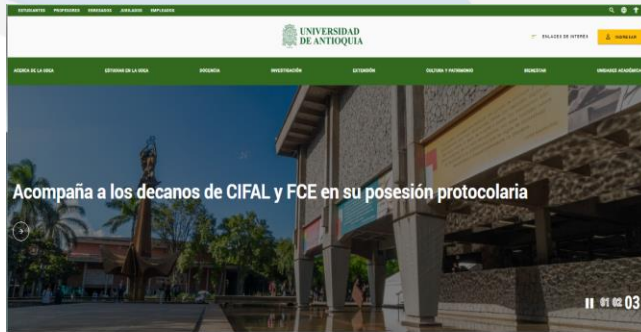 ESTUDIANTES PROFESORES EGRESADOS JUBILADOS EMPLEADOS
UNIVERSIDAD
DE ANTIOQUIA
ENLACES DE INTERÉS
INGRESAR
ACERCA DE LA UDEA ESTUDIAR EN LA UDEA DOCENCIA INVESTIGACIÓN EXTENSIÓN CULTURA Y PATRIMONIO BIENESTAR UNIDADES ACADÉMICAS
Acompaña a los decanos de CIFAL y FCE en su posesión protocolaria
01 02 03